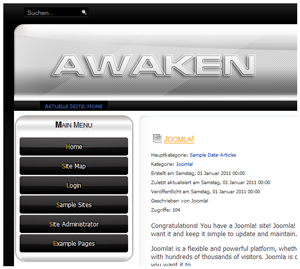 Suchen...
AWAKEN
AKTUELLE SEITE: HOME
MAIN MENU
Home
Site Map
Login
Sample Sites
Site Administrator
Example Pages
JOOMLA!
Hauptkategorie: Sample Data-Articles
Kategorie: Joomla!
Erstellt am Samstag, 01 Januar 2011 00:00
Zuletzt aktualisiert am Samstag, 01 Januar 2011 00:00
Veröffentlicht am Samstag, 01 Januar 2011 00:00
Geschrieben von Joomla!
Zugriffe: 104
Congratulations! You have a Joomla! site! Joomla!
want it and keep it simple to update and maintain.
Joomla! is a flexible and powerful platform, wheth
with hundreds of thousands of visitors. Joomla is o
you want it to